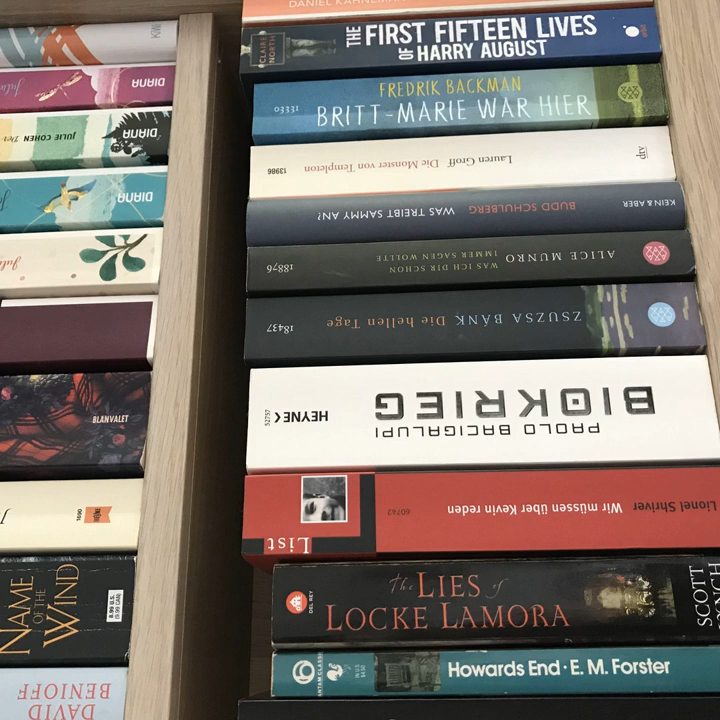 DANIEL KAHNEMAN
CLAIRE NORTH
THE FIRST FIFTEEN LIVES
OF HARRY AUGUST
orbit
FREDRIK BACKMAN
BRITT-MARIE WAR HIER
Lauren Groff Die Monster von Templeton
13986
dtv
KEIN & ABER
BUDD SCHULBERG
WAS TREIBT SAMMY AN?
ALICE MUNRO
WAS ICH DIR SCHON
IMMER SAGEN WOLLTE
18876
ZSUZSA BÁNK Die hellen Tage
18437
PAOLO BACIGALUPI
BIOKRIEG
HEYNE <
52757
Lionel Shriver Wir müssen über Kevin reden
60742
List
DEL REY
The LIES of
LOCKE LAMORA
SCOTT
Howards End · E. M. Forster
DIANA
DIANA
JULIE COHEN
DIANA
BLANVALET
HEYNE
NAME
OF THE
WIND
8.99 U.S.
DAVID
BENIOFF